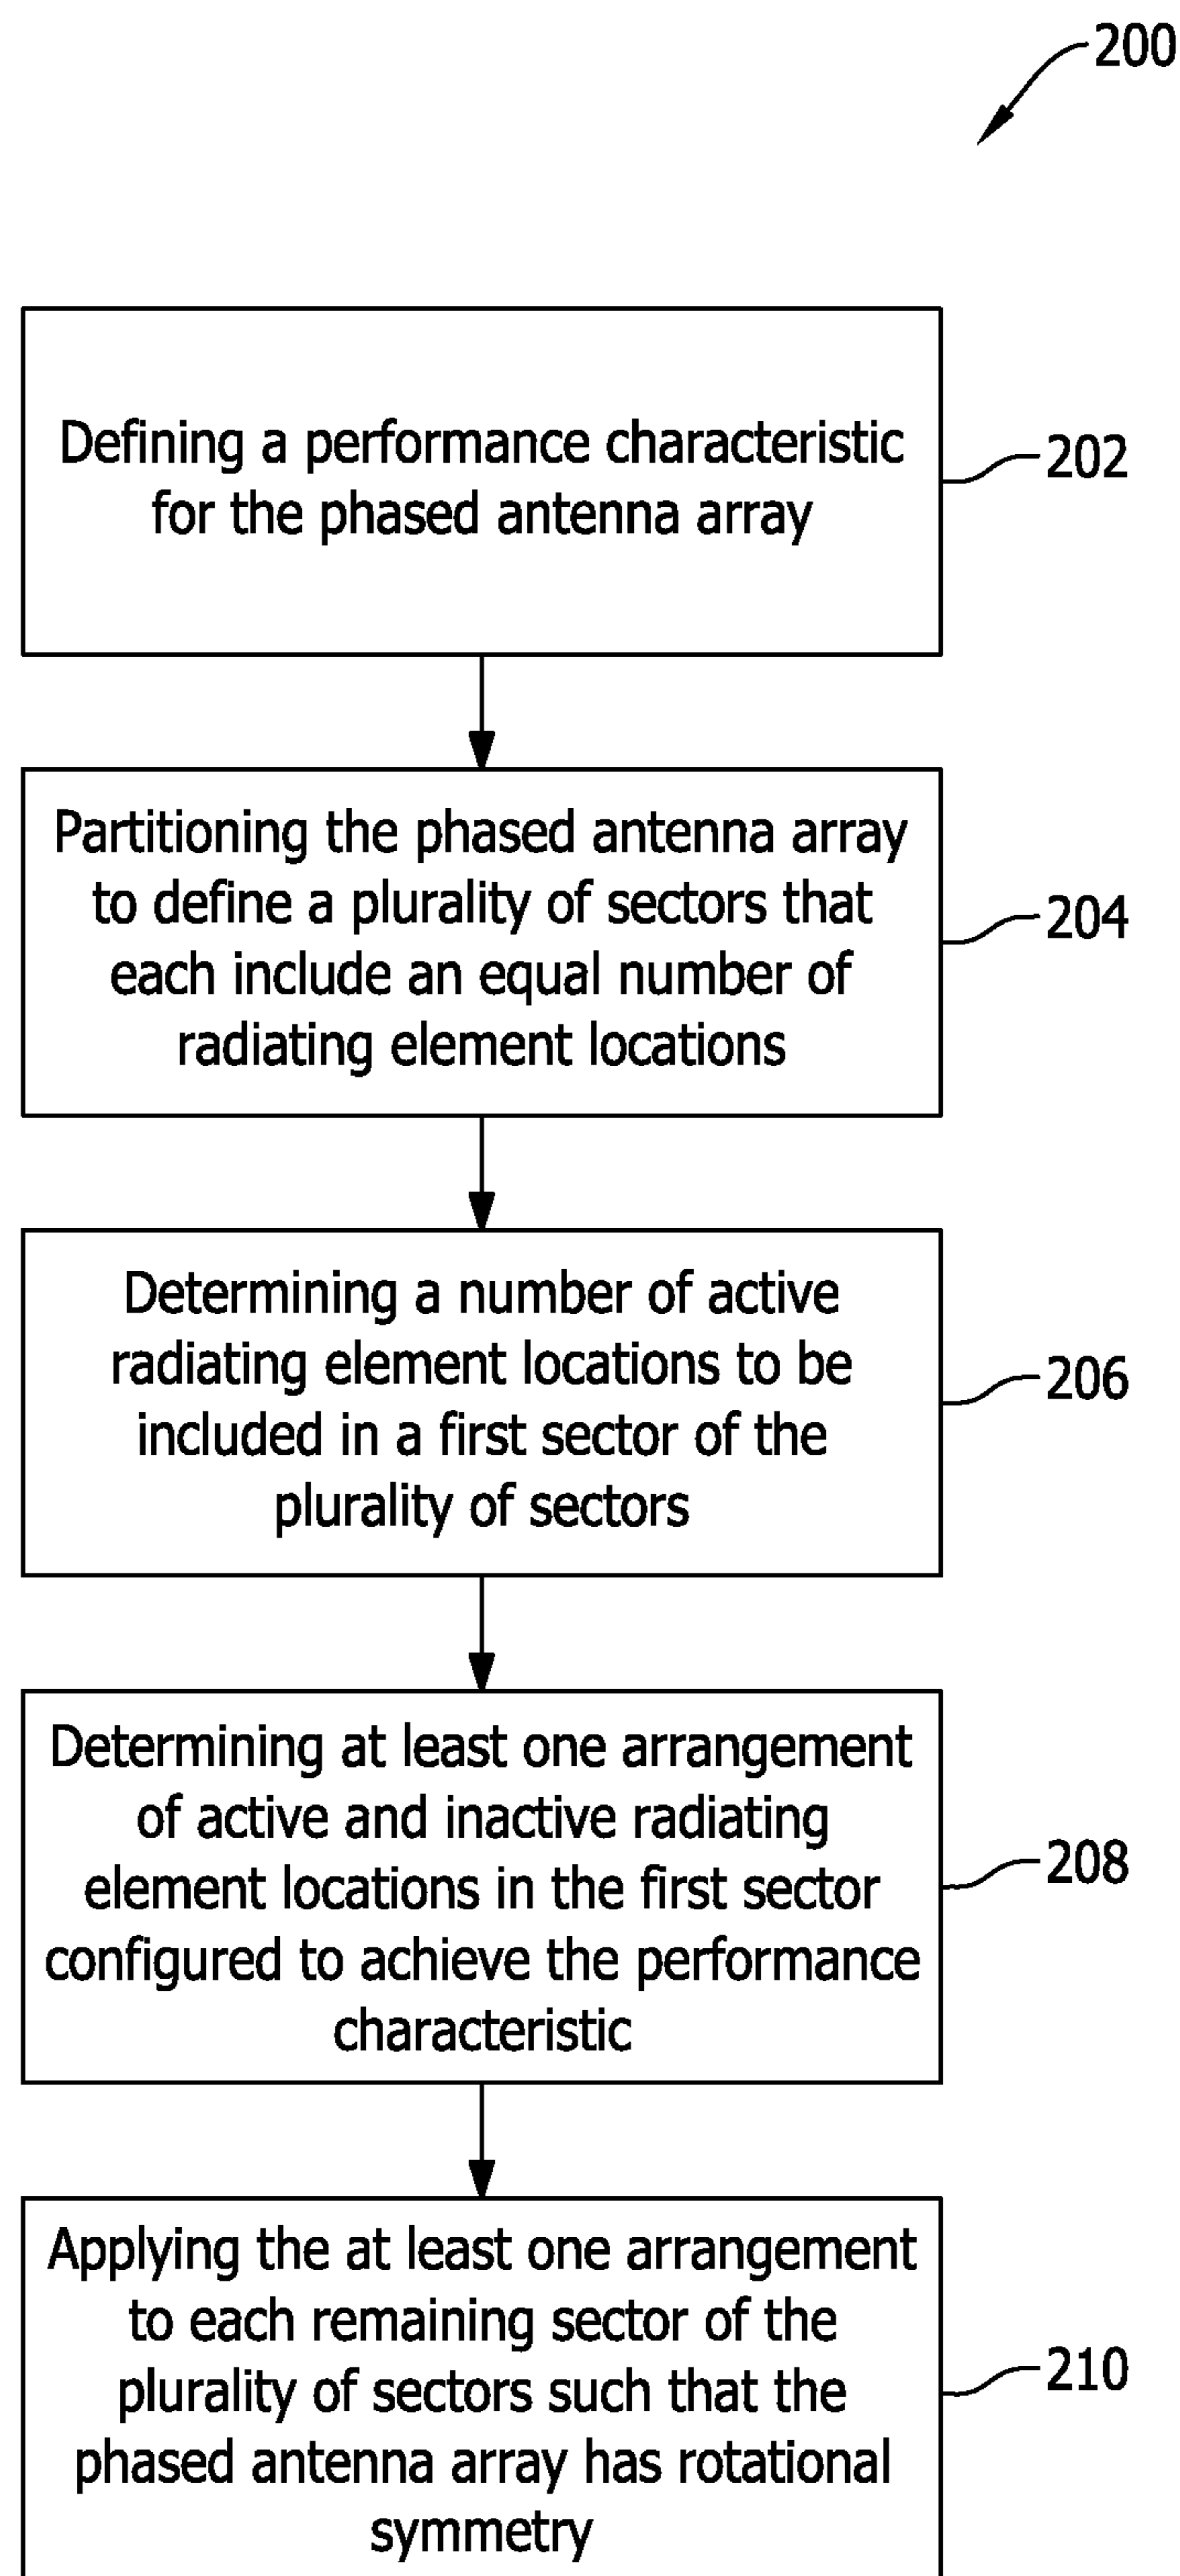 200
Defining a performance characteristic
for the phased antenna array
202
Partitioning the phased antenna array
to define a plurality of sectors that
each include an equal number of
radiating element locations
204
Determining a number of active
radiating element locations to be
included in a first sector of the
plurality of sectors
206
Determining at least one arrangement
of active and inactive radiating
element locations in the first sector
configured to achieve the performance
characteristic
208
Applying the at least one arrangement
to each remaining sector of the
plurality of sectors such that the
phased antenna array has rotational
symmetry
210